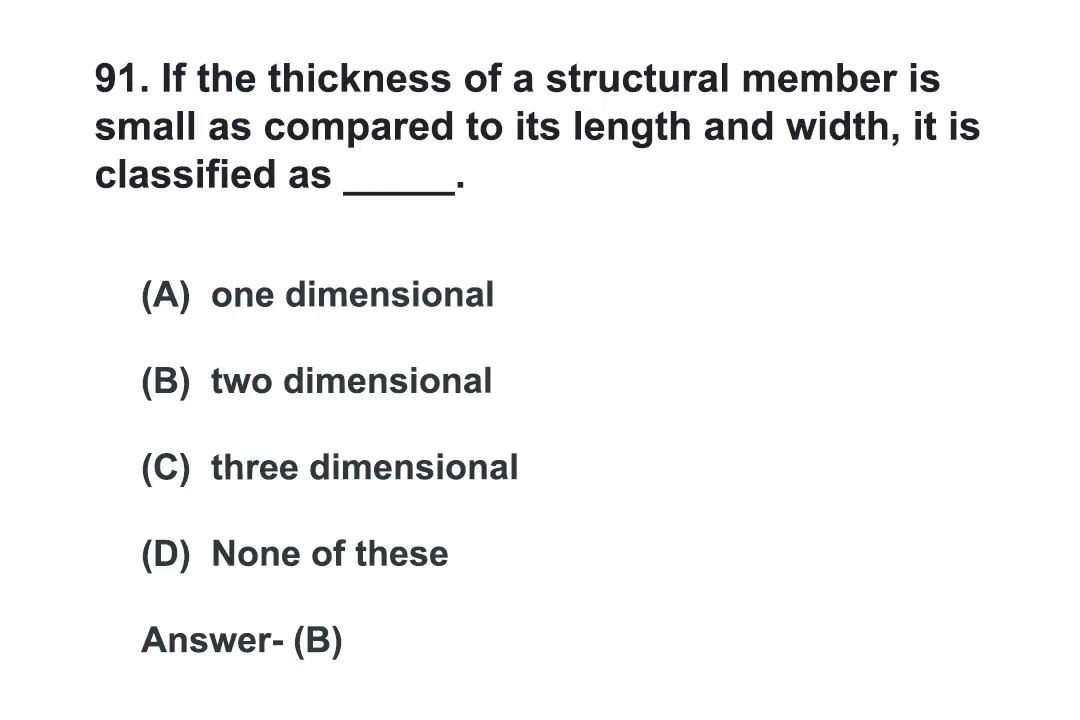 91. If the thickness of a structural member is
small as compared to its length and width, it is
classified as _____.
(A) one dimensional
(B) two dimensional
(C) three dimensional
(D) None of these
Answer- (B)